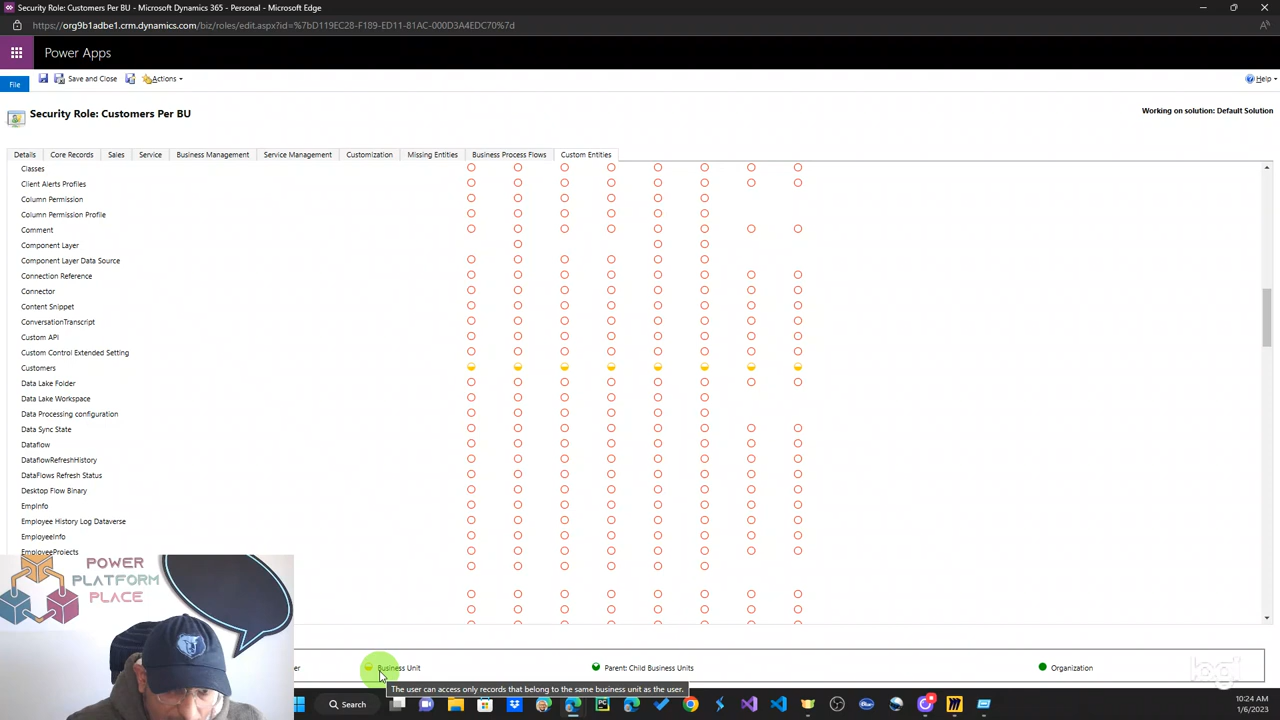 Security Role: Customers Per BU - Microsoft Dynamics 365 - Personal - Microsoft Edge
https://org9b1adbe1.crm.dynamics.com/biz/roles/edit.aspx?id=%7bD119EC28-F189-ED11-81AC-000D3A4EDC70%7d
Power Apps
File Save and Close Actions Help
Security Role: Customers Per BU
Working on solution: Default Solution
Details Core Records Sales Service Business Management Service Management Customization Missing Entities Business Process Flows Custom Entities
Classes
Client Alerts Profiles
Column Permission
Column Permission Profile
Comment
Component Layer
Component Layer Data Source
Connection Reference
Connector
Content Snippet
ConversationTranscript
Custom API
Custom Control Extended Setting
Customers
Data Lake Folder
Data Lake Workspace
Data Processing configuration
Data Sync State
Dataflow
DataflowRefreshHistory
DataFlows Refresh Status
Desktop Flow Binary
EmpInfo
Employee History Log Dataverse
EmployeeInfo
EmployeeProjects
POWER
PLATFORM
PLACE
er Business Unit Parent: Child Business Units Organization
logi
The user can access only records that belong to the same business unit as the user.
Search
10:24 AM
1/6/2023